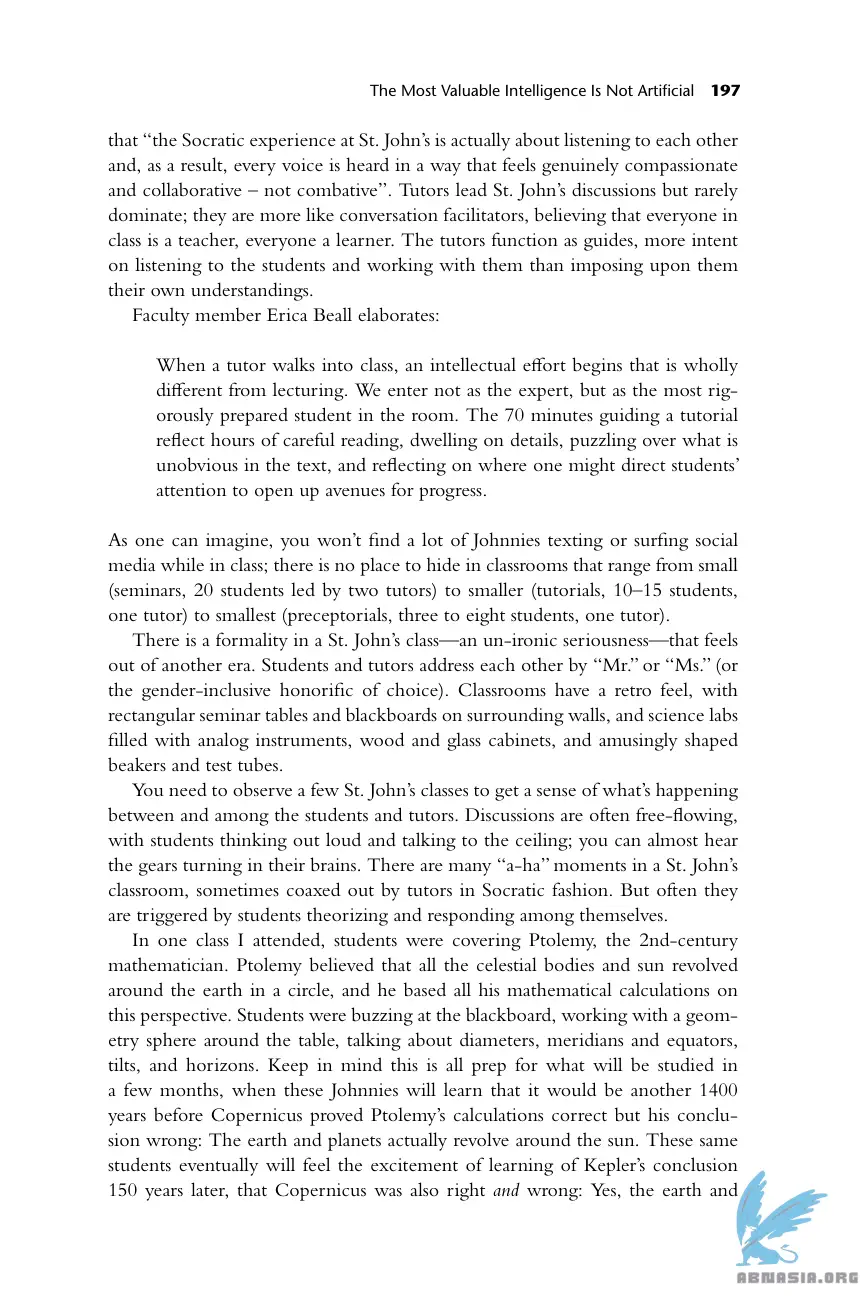 The Most Valuable Intelligence Is Not Artificial 197
that “the Socratic experience at St. John’s is actually about listening to each other
and, as a result, every voice is heard in a way that feels genuinely compassionate
and collaborative – not combative”. Tutors lead St. John’s discussions but rarely
dominate; they are more like conversation facilitators, believing that everyone in
class is a teacher, everyone a learner. The tutors function as guides, more intent
on listening to the students and working with them than imposing upon them
their own understandings.
Faculty member Erica Beall elaborates:
When a tutor walks into class, an intellectual effort begins that is wholly
different from lecturing. We enter not as the expert, but as the most rig-
orously prepared student in the room. The 70 minutes guiding a tutorial
reflect hours of careful reading, dwelling on details, puzzling over what is
unobvious in the text, and reflecting on where one might direct students’
attention to open up avenues for progress.
As one can imagine, you won’t find a lot of Johnnies texting or surfing social
media while in class; there is no place to hide in classrooms that range from small
(seminars, 20 students led by two tutors) to smaller (tutorials, 10–15 students,
one tutor) to smallest (preceptorials, three to eight students, one tutor).
There is a formality in a St. John’s class—an un-ironic seriousness—that feels
out of another era. Students and tutors address each other by “Mr.” or “Ms.” (or
the gender-inclusive honorific of choice). Classrooms have a retro feel, with
rectangular seminar tables and blackboards on surrounding walls, and science labs
filled with analog instruments, wood and glass cabinets, and amusingly shaped
beakers and test tubes.
You need to observe a few St. John’s classes to get a sense of what’s happening
between and among the students and tutors. Discussions are often free-flowing,
with students thinking out loud and talking to the ceiling; you can almost hear
the gears turning in their brains. There are many “a-ha” moments in a St. John’s
classroom, sometimes coaxed out by tutors in Socratic fashion. But often they
are triggered by students theorizing and responding among themselves.
In one class I attended, students were covering Ptolemy, the 2nd-century
mathematician. Ptolemy believed that all the celestial bodies and sun revolved
around the earth in a circle, and he based all his mathematical calculations on
this perspective. Students were buzzing at the blackboard, working with a geom-
etry sphere around the table, talking about diameters, meridians and equators,
tilts, and horizons. Keep in mind this is all prep for what will be studied in
a few months, when these Johnnies will learn that it would be another 1400
years before Copernicus proved Ptolemy’s calculations correct but his conclu-
sion wrong: The earth and planets actually revolve around the sun. These same
students eventually will feel the excitement of learning of Kepler’s conclusion
150 years later, that Copernicus was also right and wrong: Yes, the earth and
ABNASIA.ORG